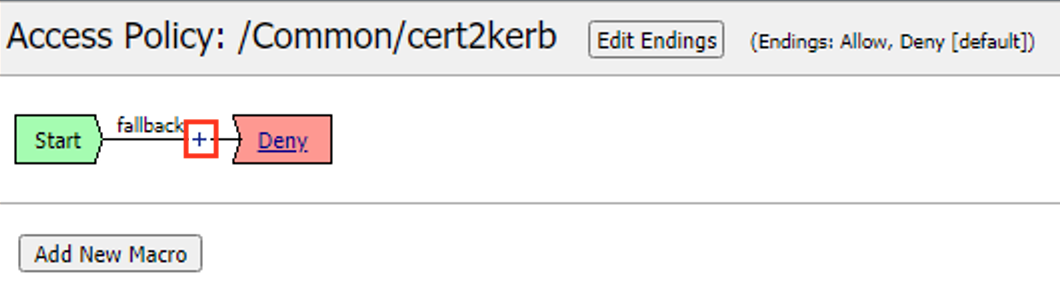 Access Policy: /Common/cert2kerb Edit Endings (Endings: Allow, Deny [default])
Start fallback + Deny
Add New Macro